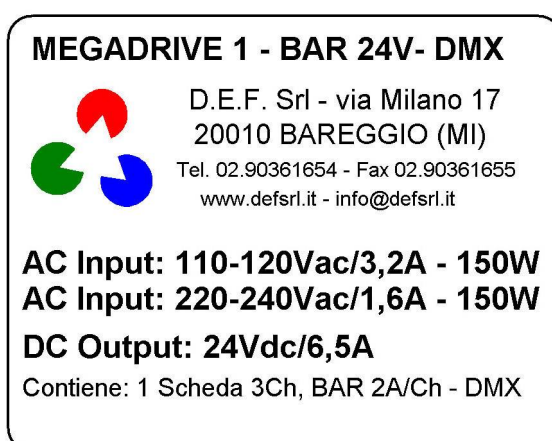 MEGADRIVE 1 - BAR 24V- DMX
D.E.F. Srl - via Milano 17
20010 BAREGGIO (MI)
Tel. 02.90361654 - Fax 02.90361655
www.defsrl.it - info@defsrl.it
AC Input: 110-120Vac/3,2A - 150W
AC Input: 220-240Vac/1,6A - 150W
DC Output: 24Vdc/6,5A
Contiene: 1 Scheda 3Ch, BAR 2A/Ch - DMX